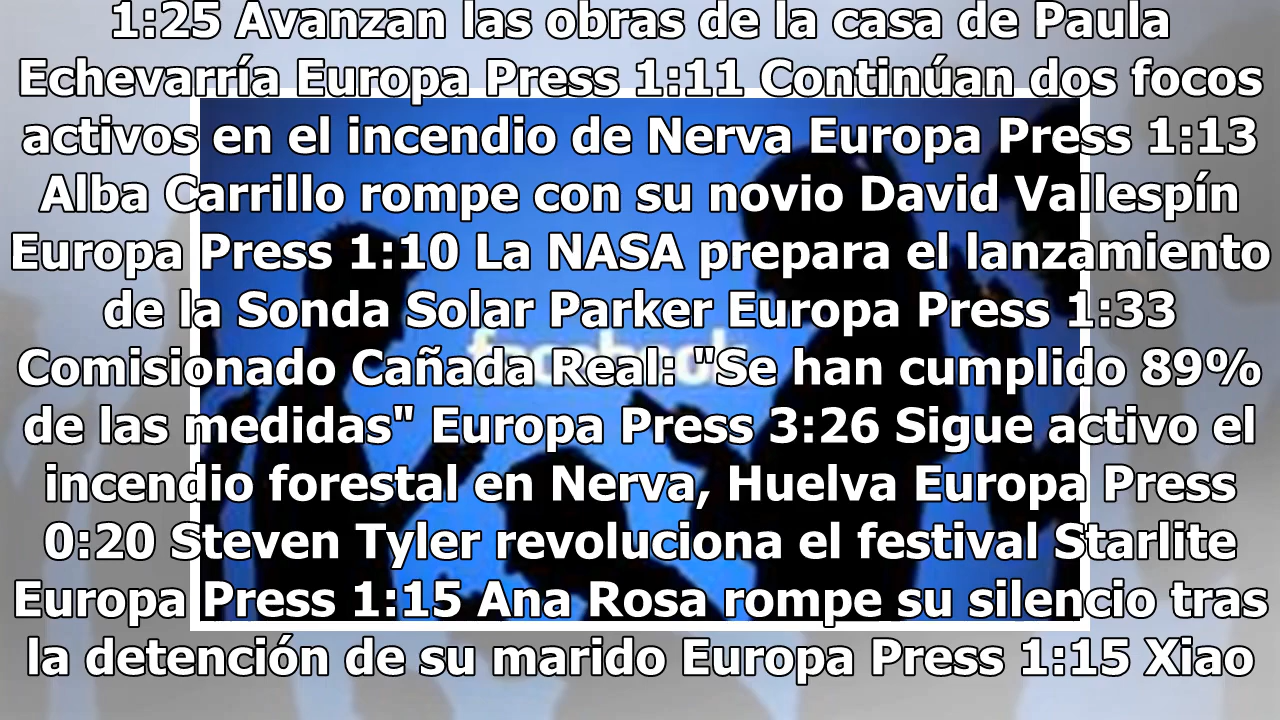 1:25 Avanzan las obras de la casa de Paula
Echevarría Europa Press 1:11 Continúan dos focos
activos en el incendio de Nerva Europa Press 1:13
Alba Carrillo rompe con su novio David Vallespín
Europa Press 1:10 La NASA prepara el lanzamiento
de la Sonda Solar Parker Europa Press 1:33
Comisionado Cañada Real: "Se han cumplido 89%
de las medidas" Europa Press 3:26 Sigue activo el
incendio forestal en Nerva, Huelva Europa Press
0:20 Steven Tyler revoluciona el festival Starlite
Europa Press 1:15 Ana Rosa rompe su silencio tras
la detención de su marido Europa Press 1:15 Xiao
facebook